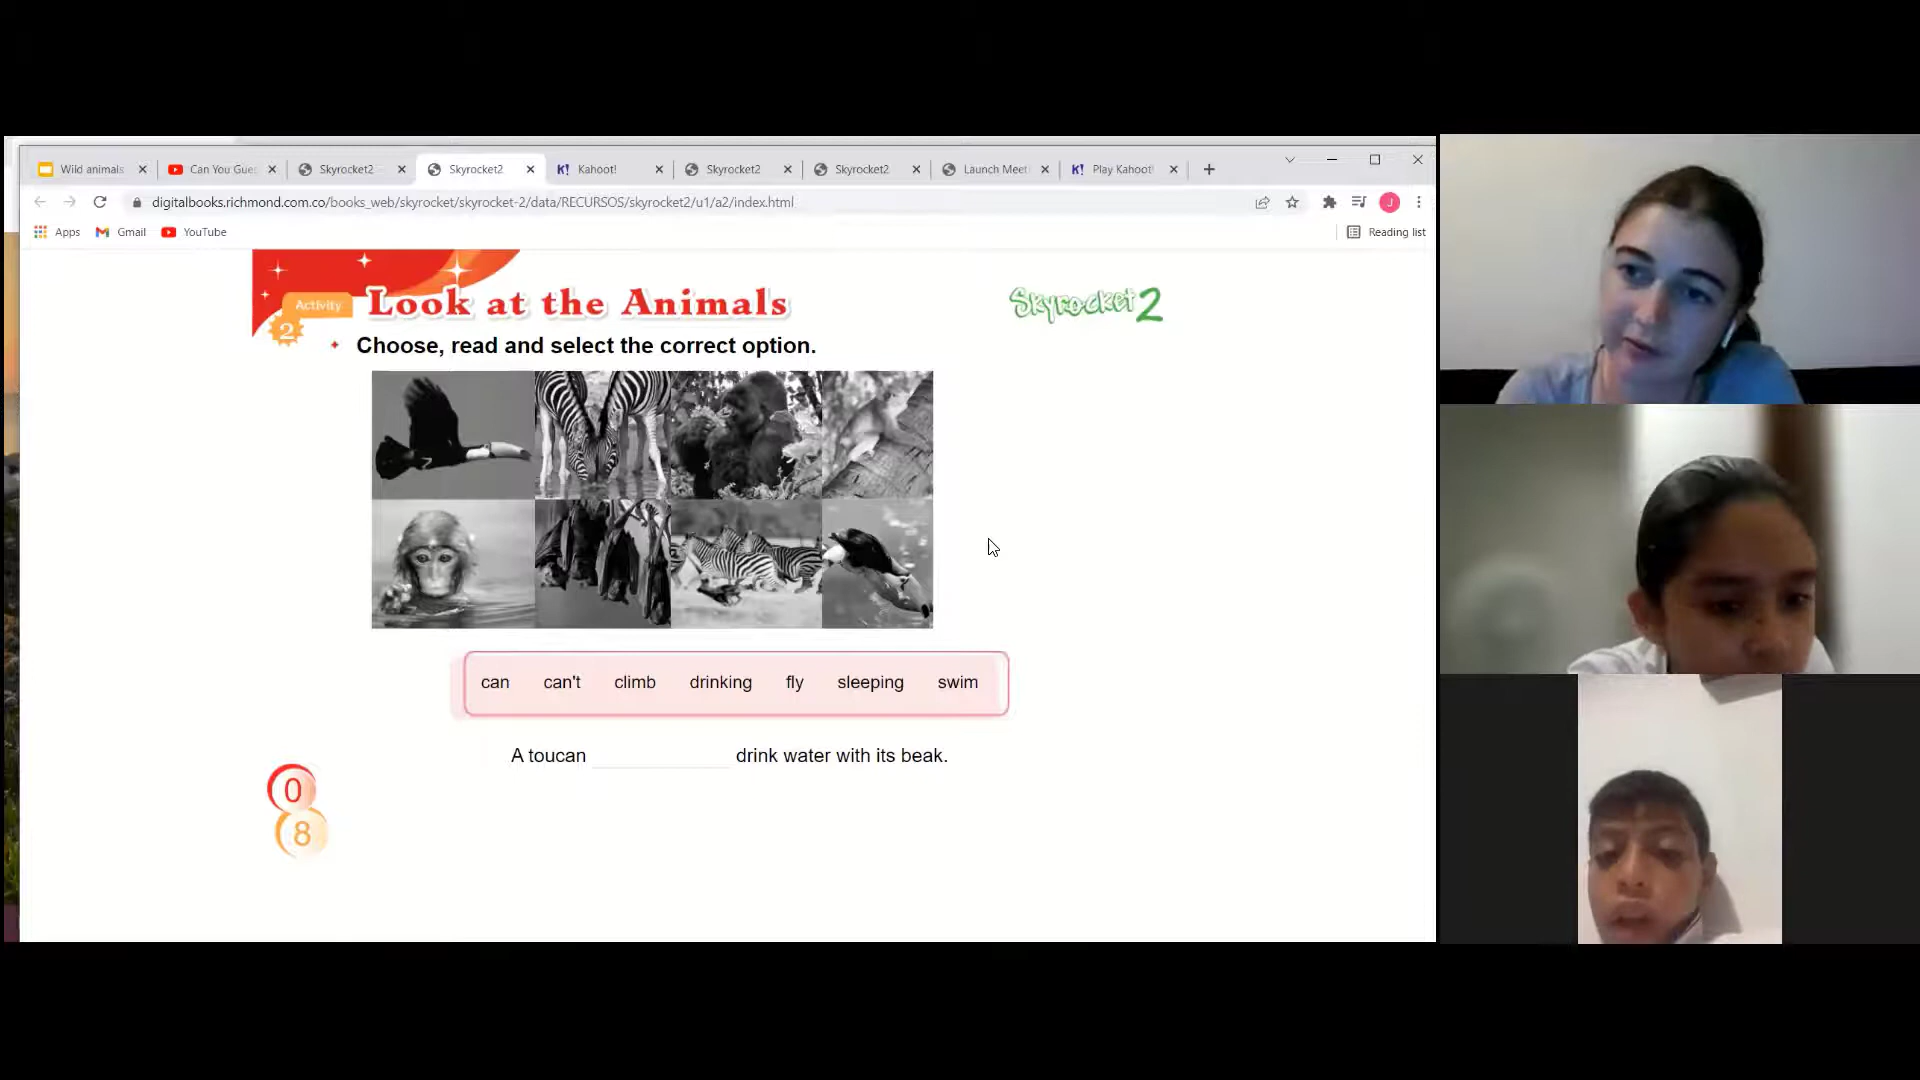 Wild animals
Can You Gues
Skyrocket2
Skyrocket2
Kahoot!
Skyrocket2
Skyrocket2
Launch Meet
Play Kahoot!
digitalbooks.richmond.com.co/books_web/skyrocket/skyrocket-2/data/RECURSOS/skyrocket2/u1/a2/index.html
J
Apps Gmail YouTube Reading list
Activity
2
Look at the Animals
Skyrocket 2
Choose, read and select the correct option.
can can't climb drinking fly sleeping swim
A toucan drink water with its beak.
0
8